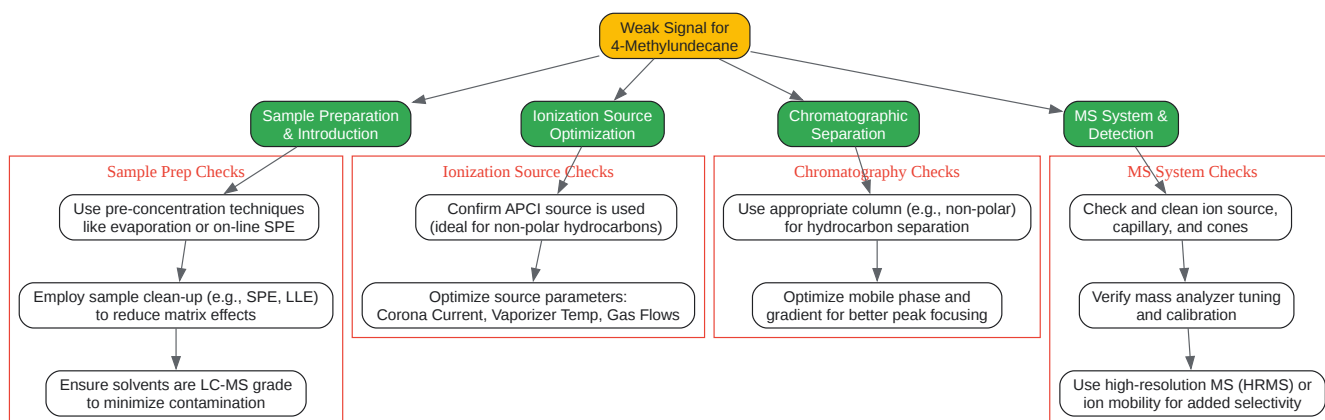 Weak Signal for
4-Methylundecane
Sample Preparation
& Introduction
Ionization Source
Optimization
Chromatographic
Separation
MS System &
Detection
Sample Prep Checks
Ionization Source Checks
Chromatography Checks
MS System Checks
Use pre-concentration techniques
like evaporation or on-line SPE
Confirm APCI source is used
(ideal for non-polar hydrocarbons)
Use appropriate column (e.g., non-polar)
for hydrocarbon separation
Check and clean ion source,
capillary, and cones
Employ sample clean-up (e.g., SPE, LLE)
to reduce matrix effects
Optimize source parameters:
Corona Current, Vaporizer Temp, Gas Flows
Optimize mobile phase and
gradient for better peak focusing
Verify mass analyzer tuning
and calibration
Ensure solvents are LC-MS grade
to minimize contamination
Use high-resolution MS (HRMS) or
ion mobility for added selectivity